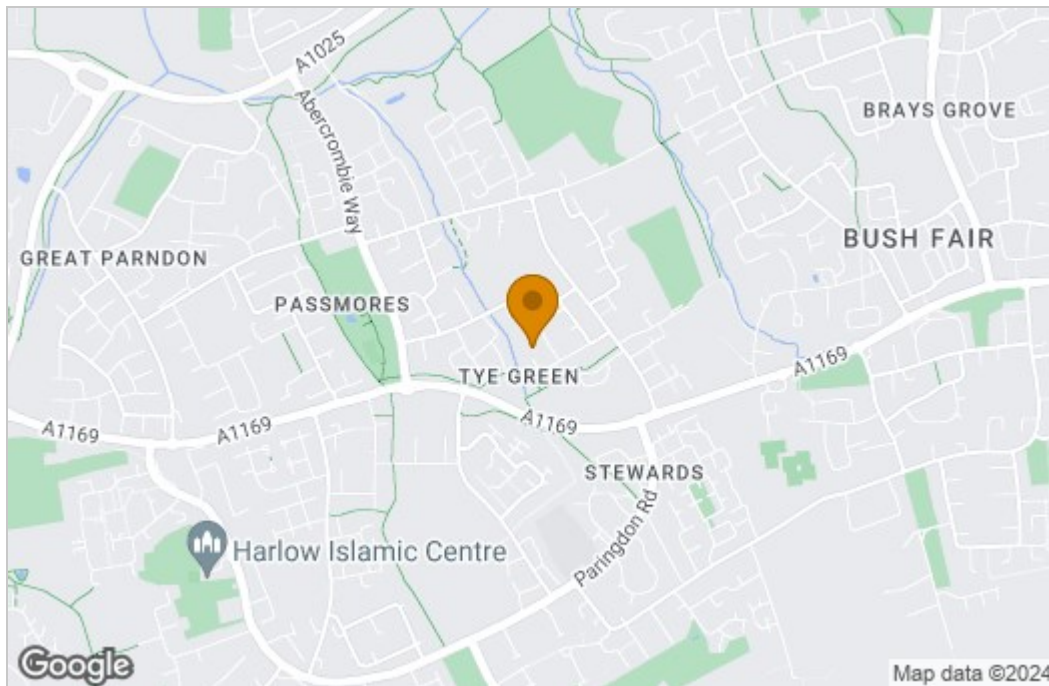 A1025
Abercrombie Way
BRAYS GROVE
BUSH FAIR
GREAT PARNDON
PASSMORES
TYE GREEN
A1169
A1169
A1169
A1169
STEWARDS
Paringdon Rd
Harlow Islamic Centre
Google
Map data ©2024